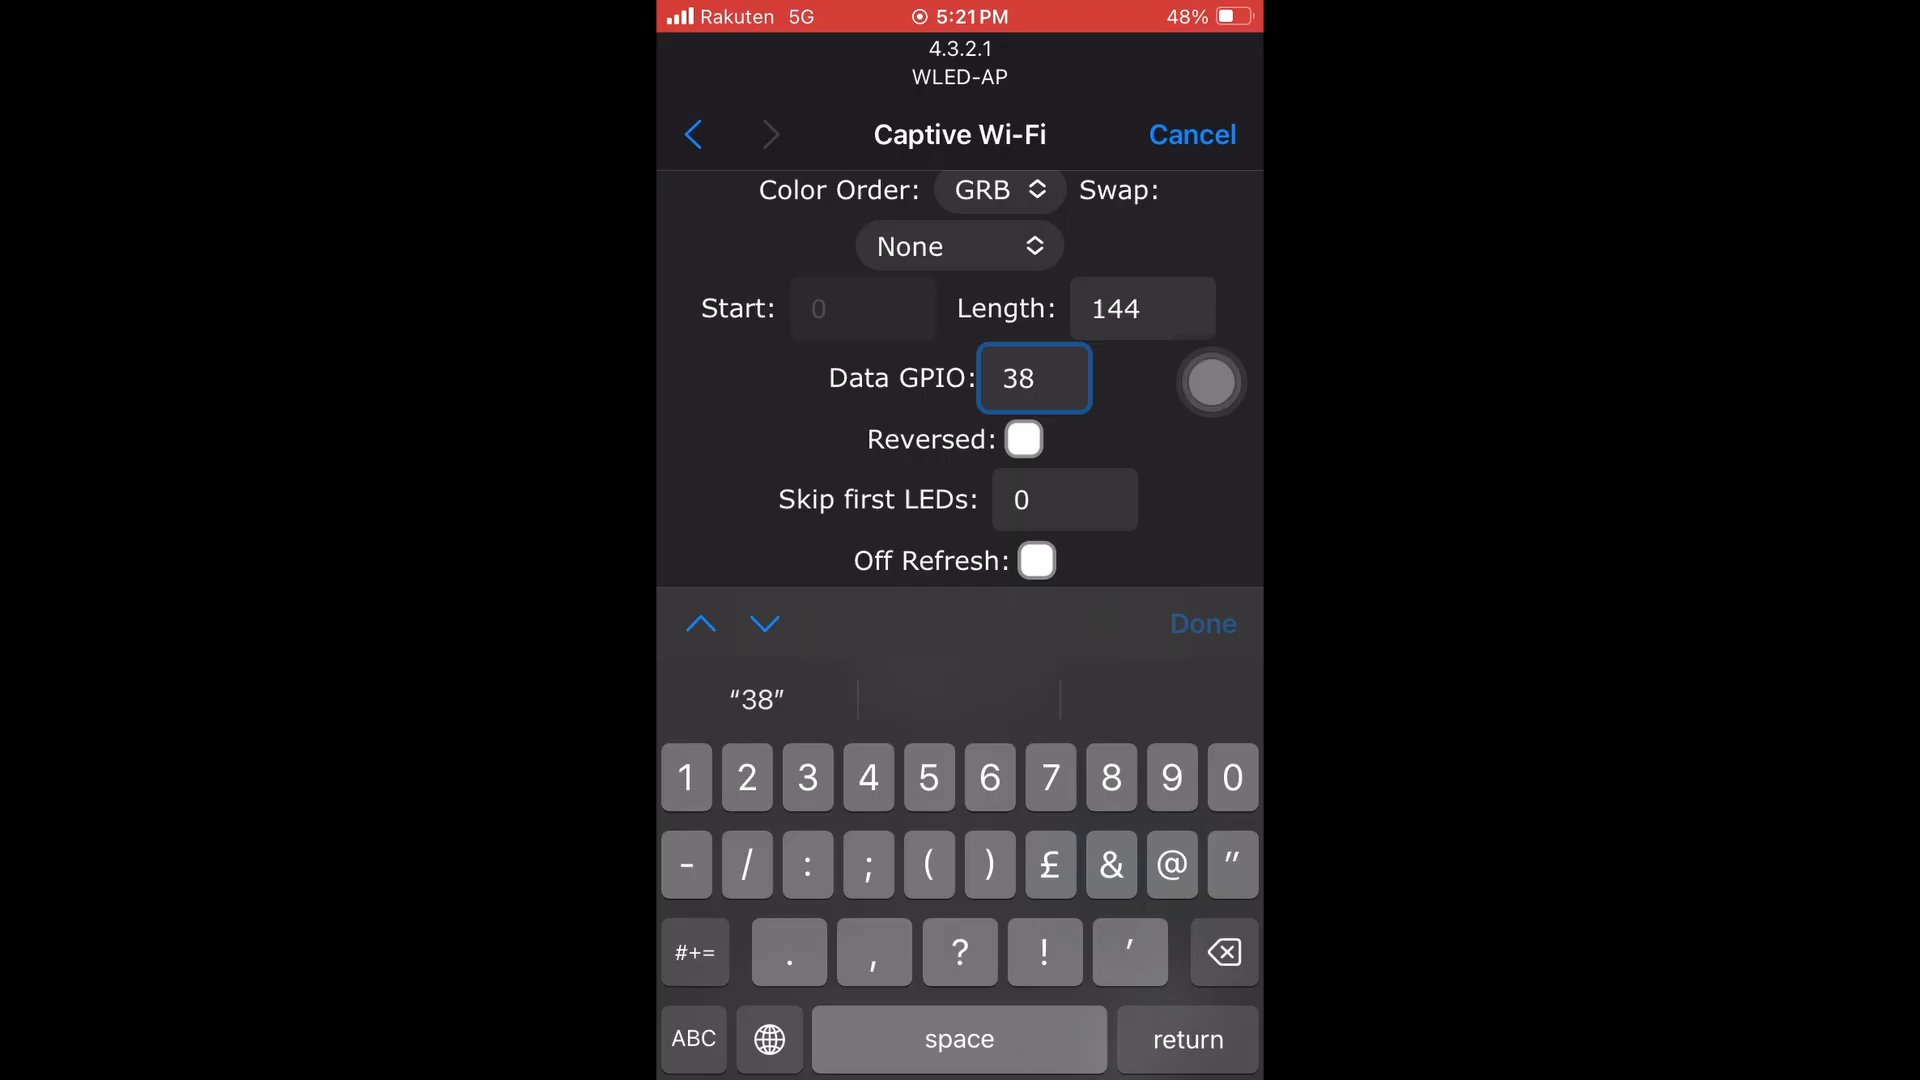 Rakuten 5G 5:21PM 48%
4.3.2.1
WLED-AP
Captive Wi-Fi Cancel
Color Order: GRB Swap:
None
Start: 0 Length: 144
Data GPIO: 38
Reversed:
Skip first LEDs: 0
Off Refresh:
Done
“38”
1 2 3 4 5 6 7 8 9 0
- / : ; ( ) £ & @ "
#+= . , ? ! ’
ABC space return